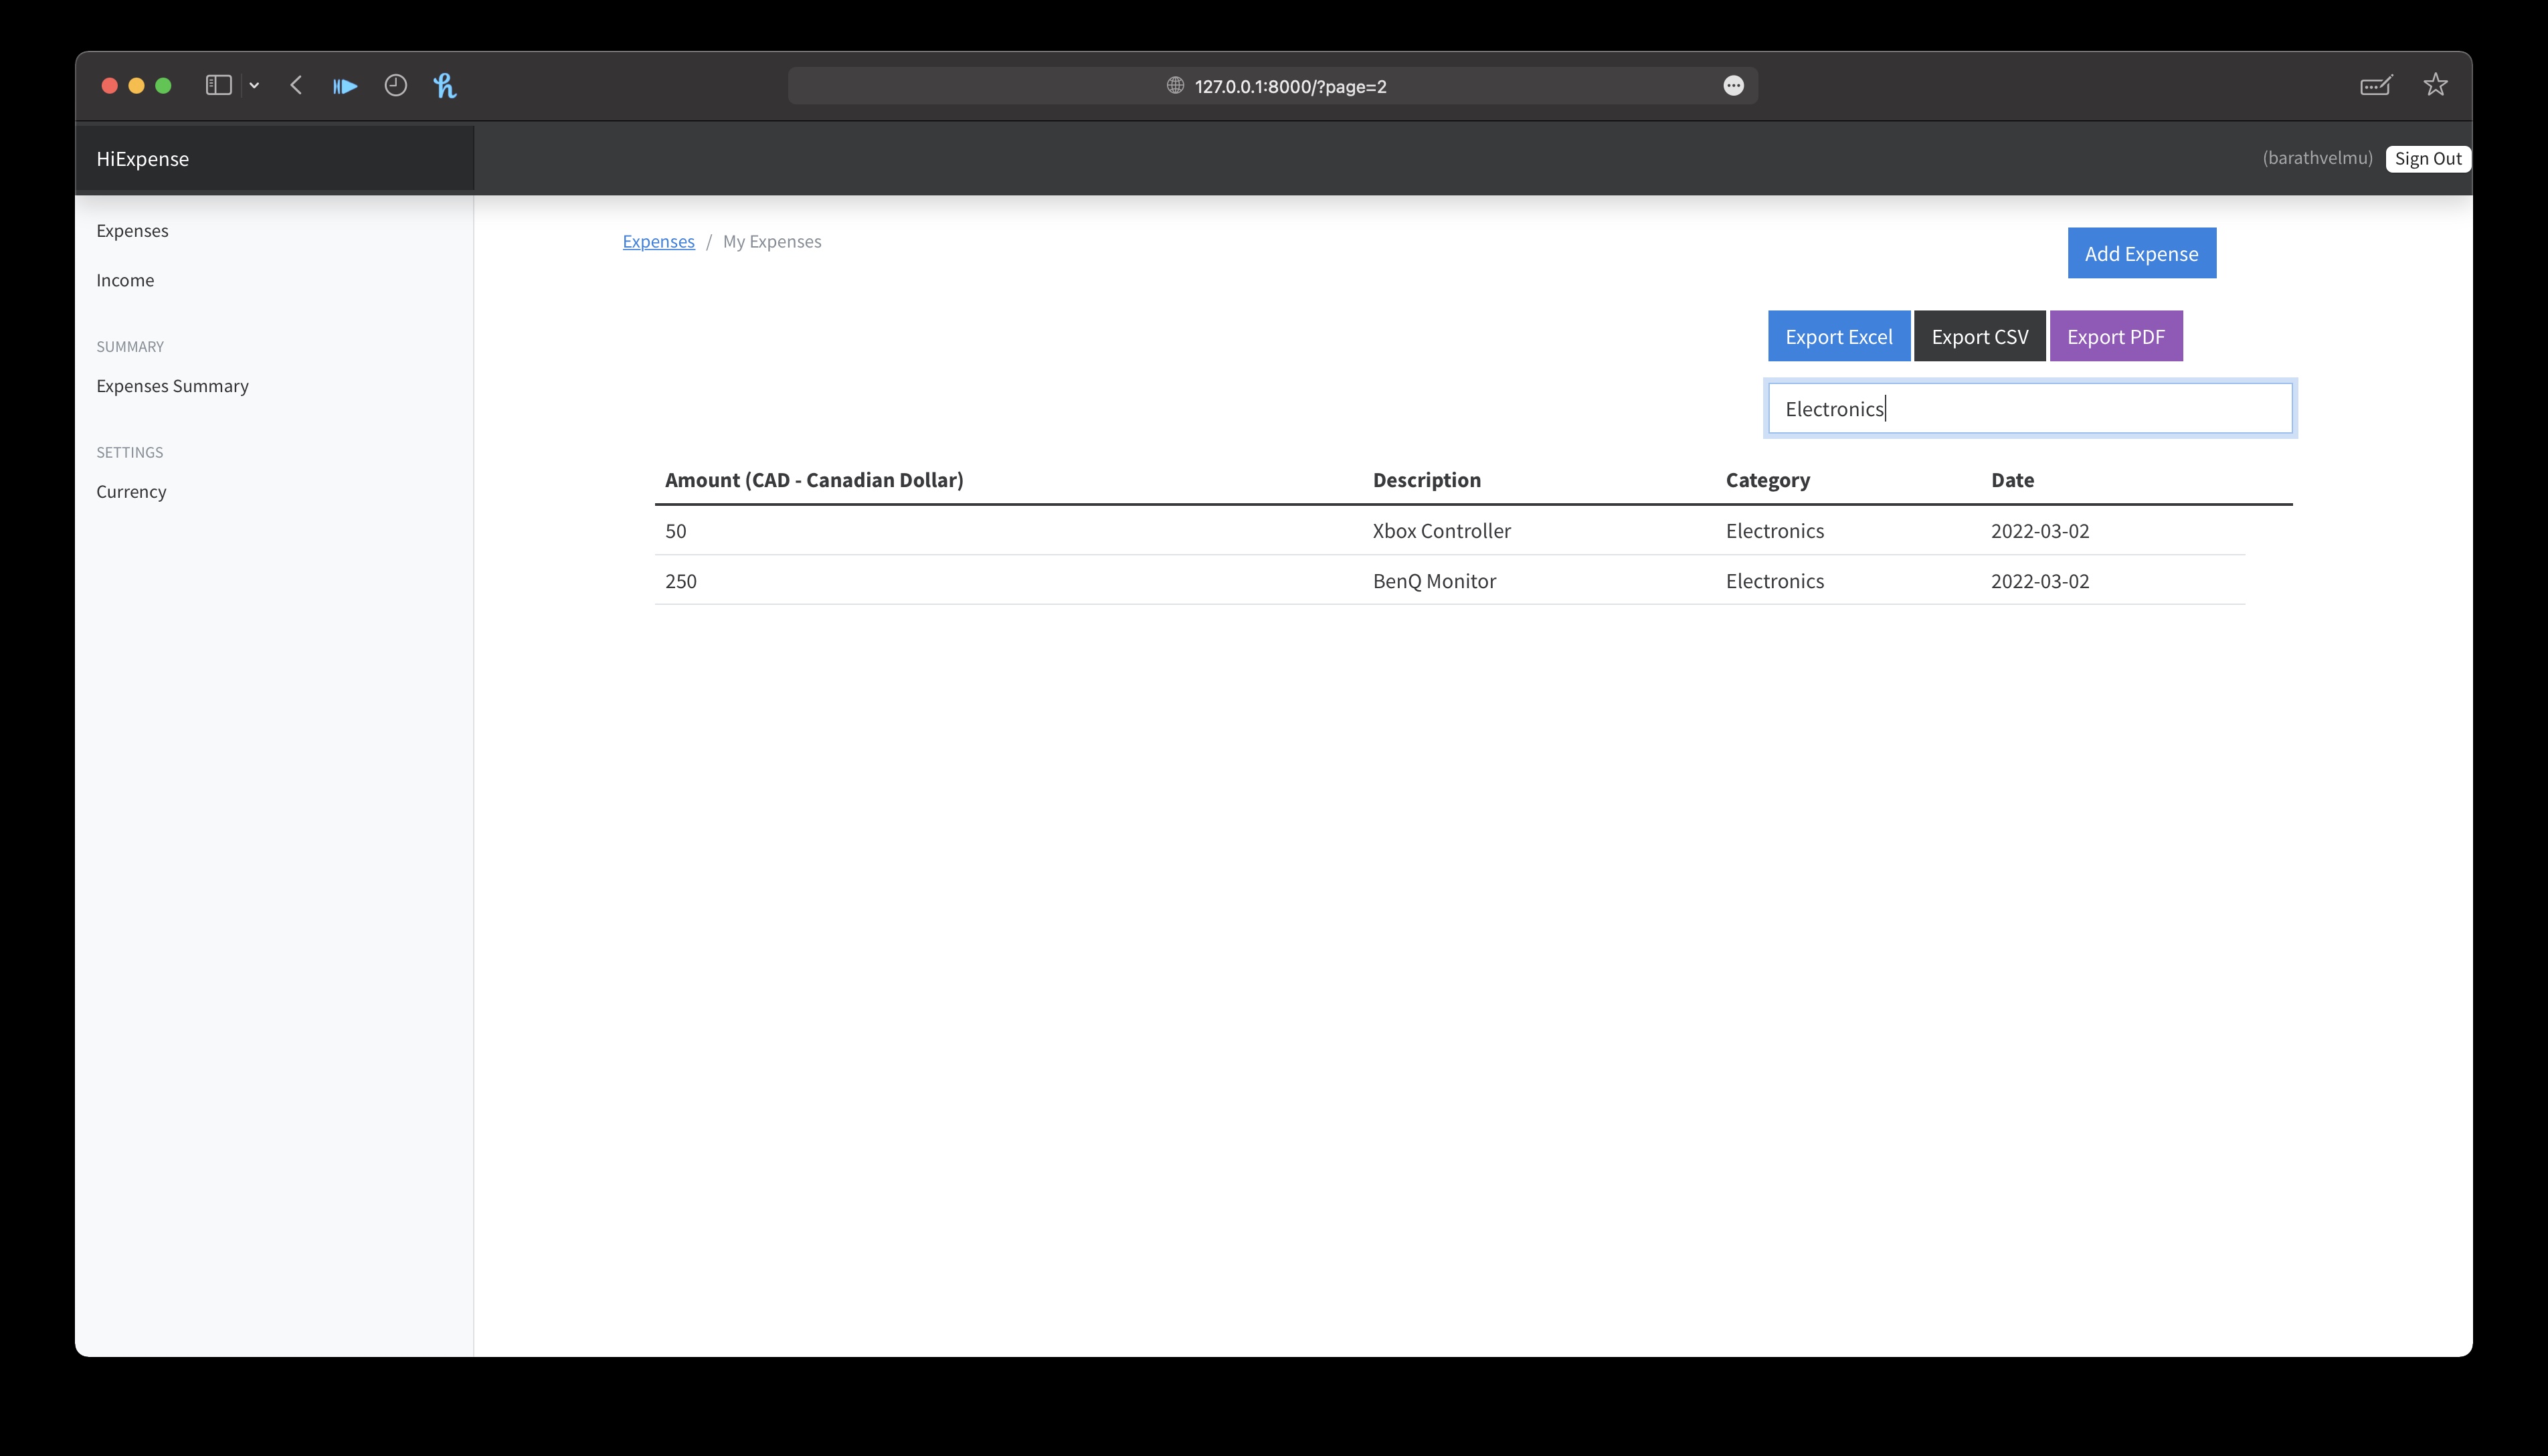 127.0.0.1:8000/?page=2
HiExpense
(barathvelmu) Sign Out
Expenses
Income
SUMMARY
Expenses Summary
SETTINGS
Currency
Expenses / My Expenses
Add Expense
Export Excel Export CSV Export PDF
Electronics
Amount (CAD - Canadian Dollar) Description Category Date
50 Xbox Controller Electronics 2022-03-02
250 BenQ Monitor Electronics 2022-03-02